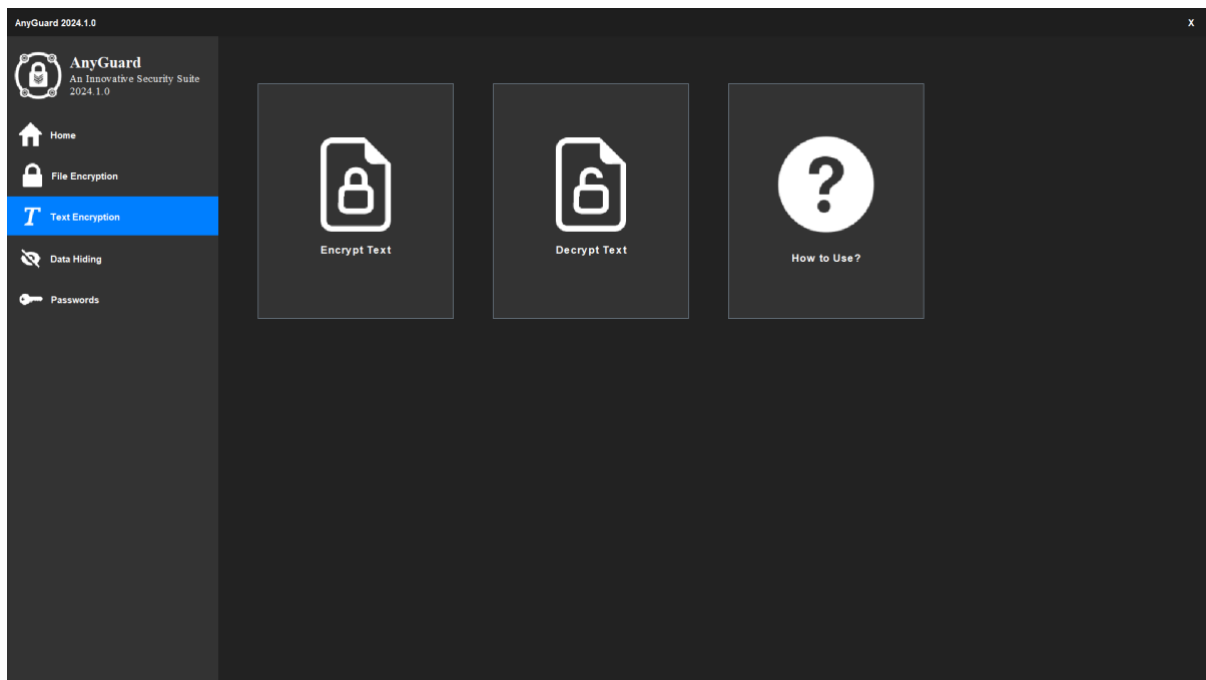 AnyGuard 2024.1.0
X
AnyGuard
An Innovative Security Suite
2024.1.0
Home
File Encryption
T Text Encryption
Data Hiding
Passwords
Encrypt Text
Decrypt Text
?
How to Use?